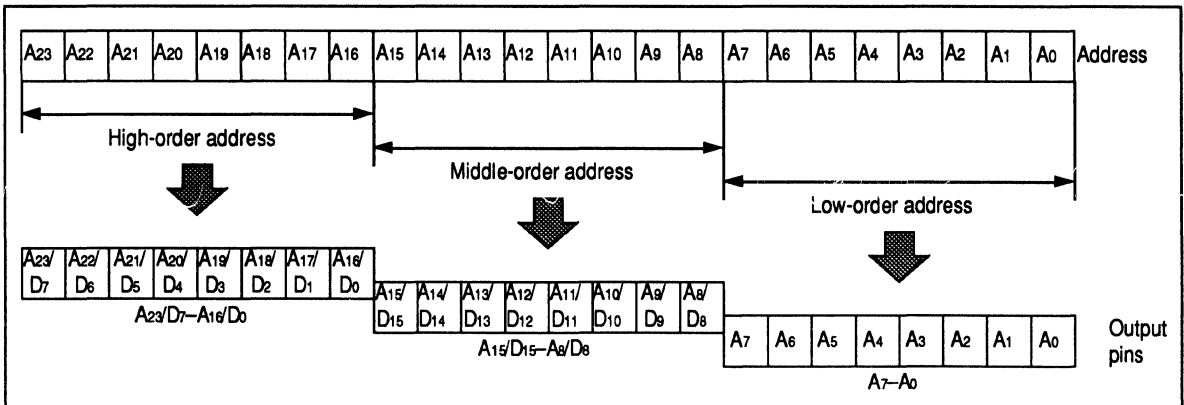 A23 A22 A21 A20 A19 A18 A17 A16 A15 A14 A13 A12 A11 A10 A9 A8 A7 A6 A5 A4 A3 A2 A1 A0 Address
High-order address
Middle-order address
Low-order address
A23/ A22/ A21/ A20/ A19/ A18/ A17/ A16/
D7 D6 D5 D4 D3 D2 D1 D0
A23/D7–A16/D0
A15/ A14/ A13/ A12/ A11/ A10/ A9/ A8/
D15 D14 D13 D12 D11 D10 D9 D8
A15/D15–A8/D8
A7 A6 A5 A4 A3 A2 A1 A0
Output
pins
A7–A0